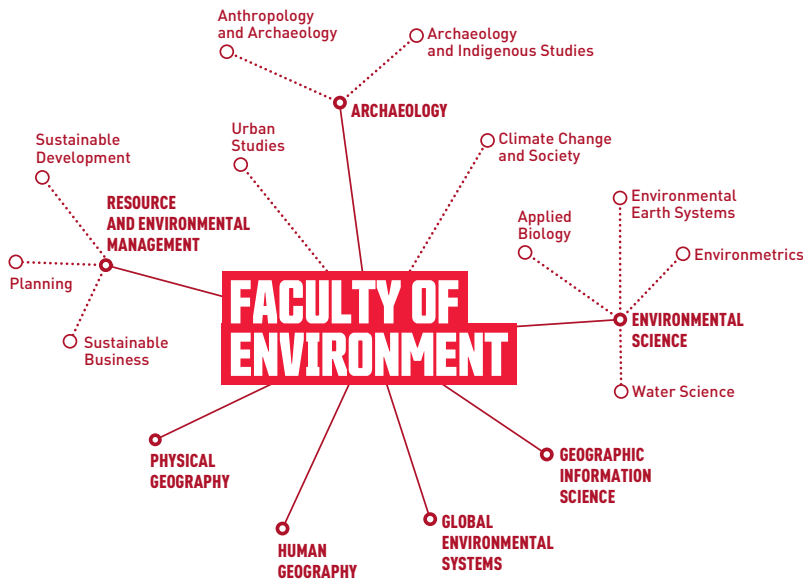 Anthropology
and Archaeology
Archaeology
and Indigenous Studies
ARCHAEOLOGY
Urban
Studies
Climate Change
and Society
Sustainable
Development
RESOURCE
AND ENVIRONMENTAL
MANAGEMENT
Planning
Sustainable
Business
Applied
Biology
Environmental
Earth Systems
Environmetrics
ENVIRONMENTAL
SCIENCE
Water Science
FACULTY OF
ENVIRONMENT
PHYSICAL
GEOGRAPHY
HUMAN
GEOGRAPHY
GLOBAL
ENVIRONMENTAL
SYSTEMS
GEOGRAPHIC
INFORMATION
SCIENCE